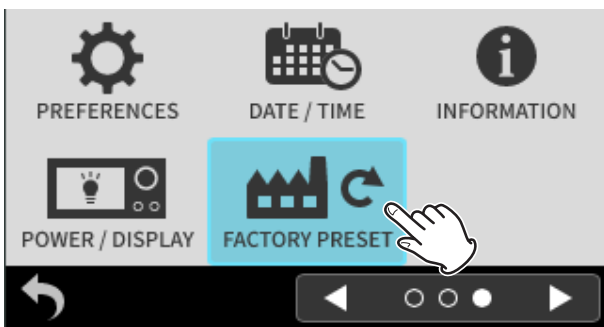 PREFERENCES
DATE / TIME
INFORMATION
POWER / DISPLAY
FACTORY PRESET